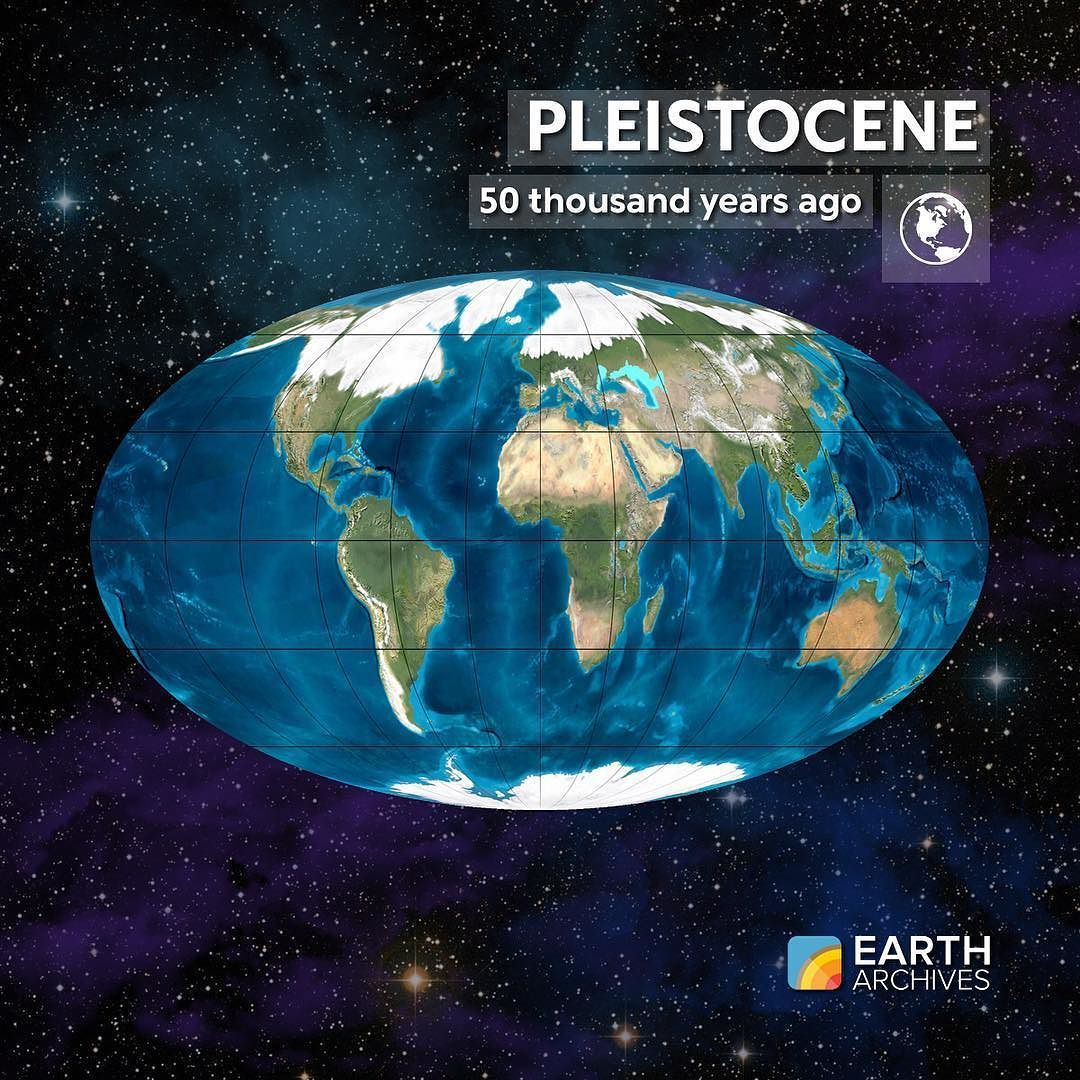 PLEISTOCENE
50 thousand years ago
EARTH
ARCHIVES